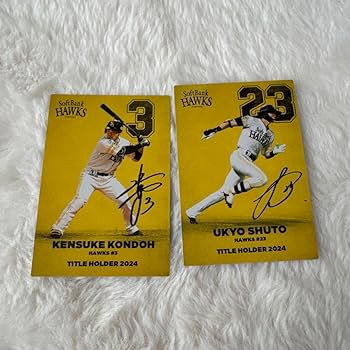 SoftBank
HAWKS
3
KENSUKE KONDOH
HAWKS #3
TITLE HOLDER 2024
SoftBank
HAWKS
23
UKYO SHUTO
HAWKS #23
TITLE HOLDER 2024